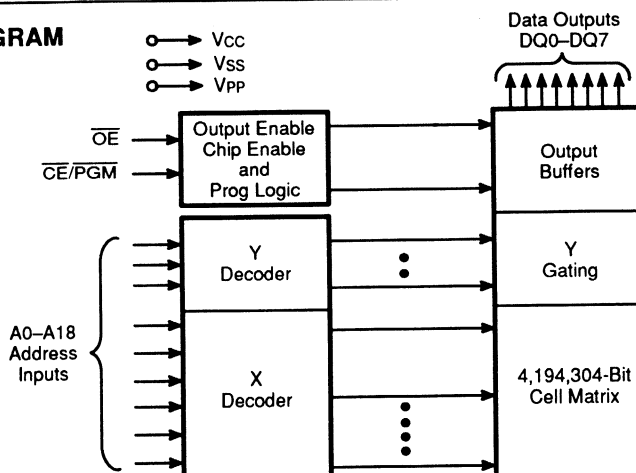 GRAM
VCC
VSS
VPP
Data Outputs
DQ0–DQ7
OE
CE/PGM
Output Enable
Chip Enable
and
Prog Logic
Output
Buffers
Y
Decoder
Y
Gating
A0–A18
Address
Inputs
X
Decoder
4,194,304-Bit
Cell Matrix